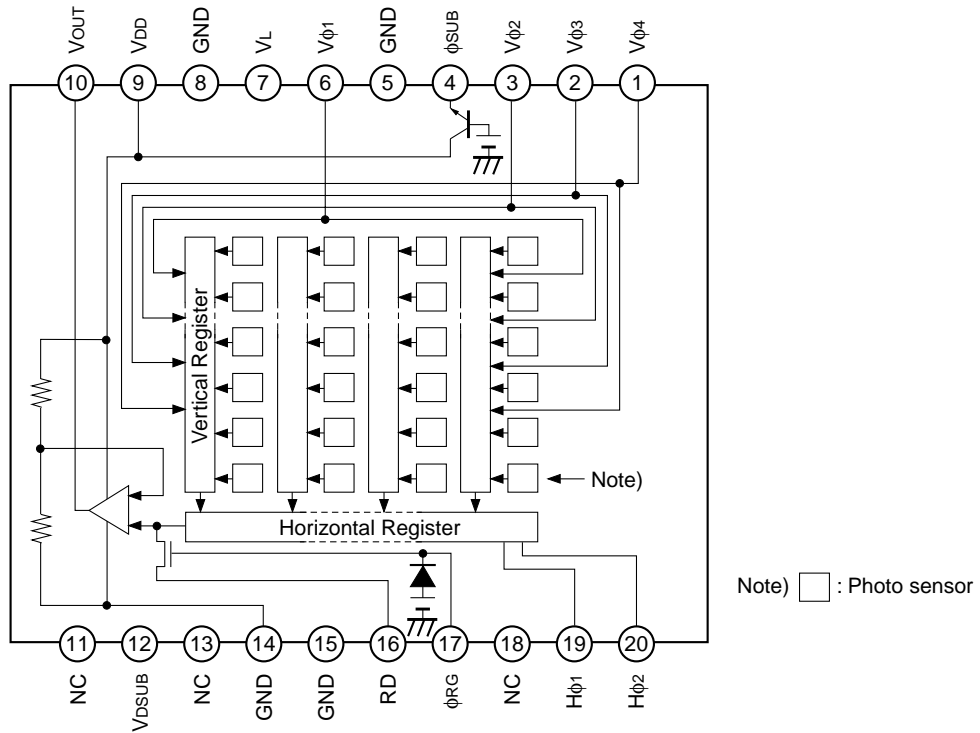 VOUT
VDD
GND
VL
Vϕ1
GND
ϕSUB
Vϕ2
Vϕ3
Vϕ4
10
9
8
7
6
5
4
3
2
1
Vertical Register
Note)
Horizontal Register
Note) : Photo sensor
11
12
13
14
15
16
17
18
19
20
NC
VDSUB
NC
GND
GND
RD
ϕRG
NC
Hϕ1
Hϕ2